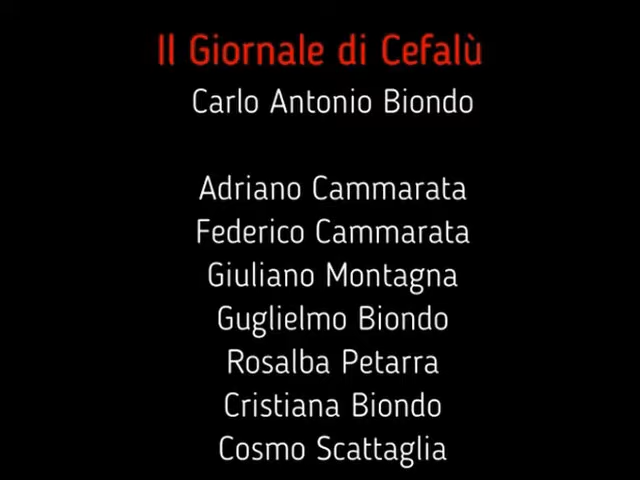 Il Giornale di Cefalù
Carlo Antonio Biondo
Adriano Cammarata
Federico Cammarata
Giuliano Montagna
Guglielmo Biondo
Rosalba Petarra
Cristiana Biondo
Cosmo Scattaglia